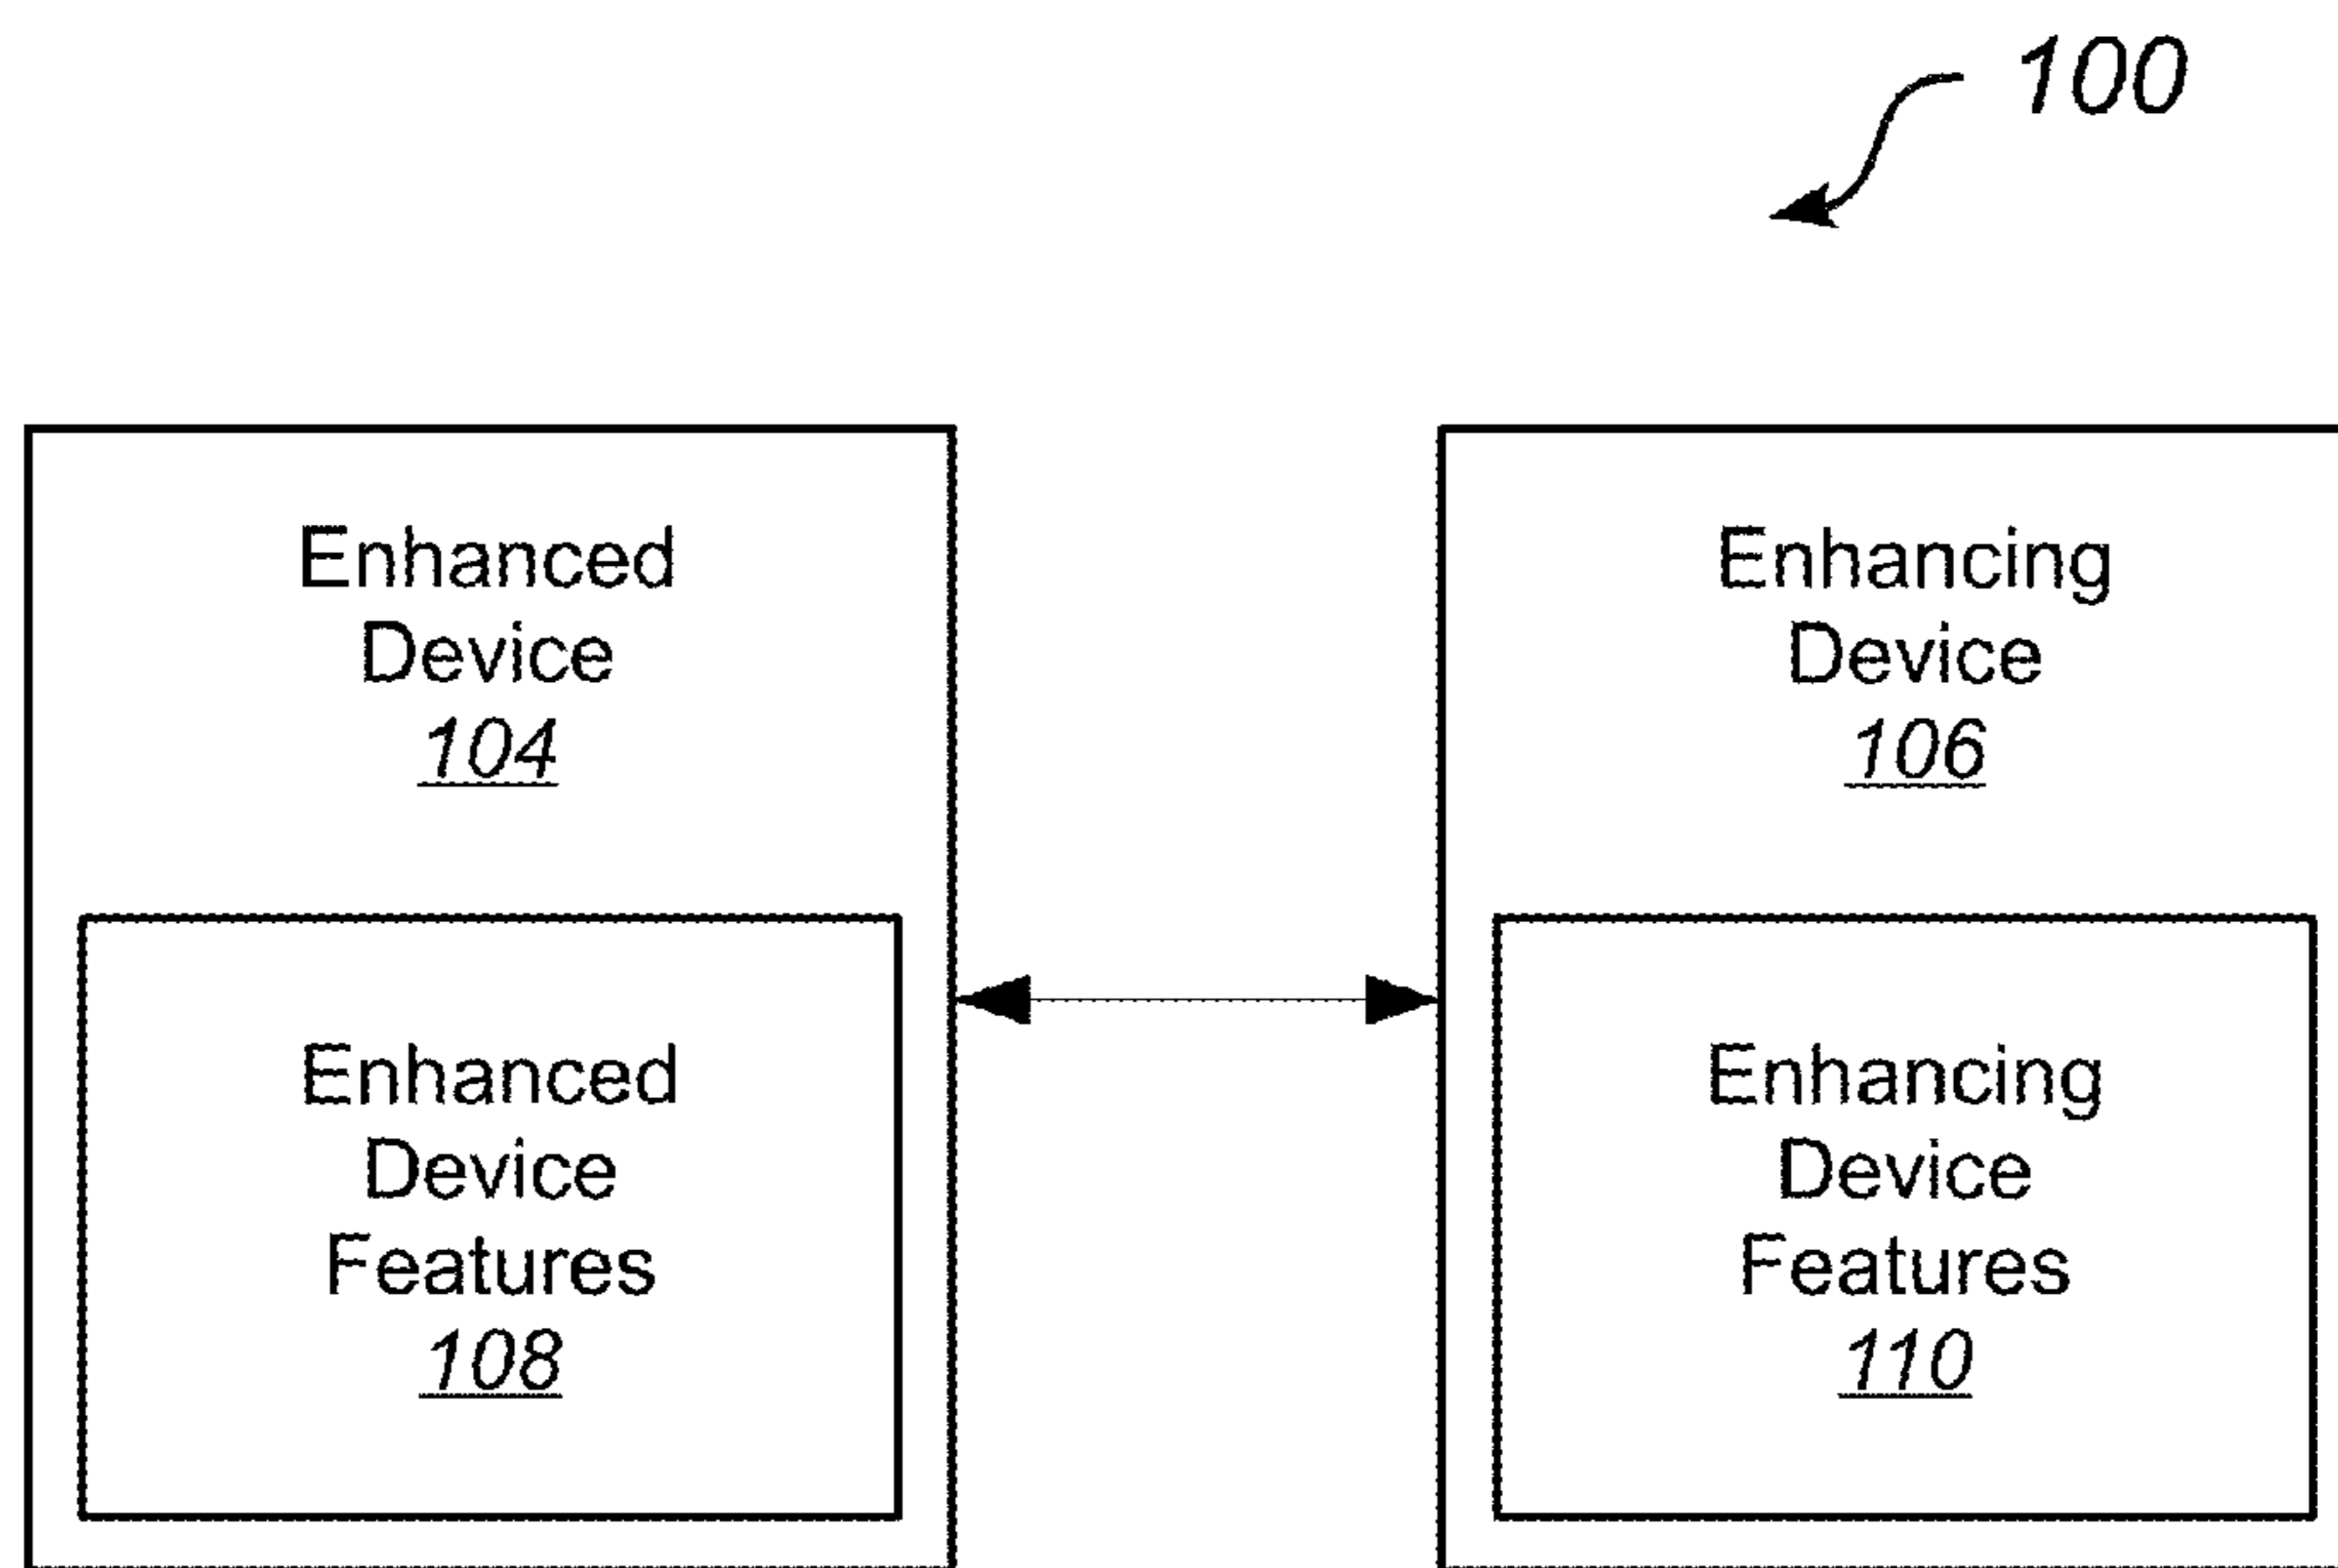 100
Enhanced
Device
104
Enhanced
Device
Features
108
Enhancing
Device
106
Enhancing
Device
Features
110